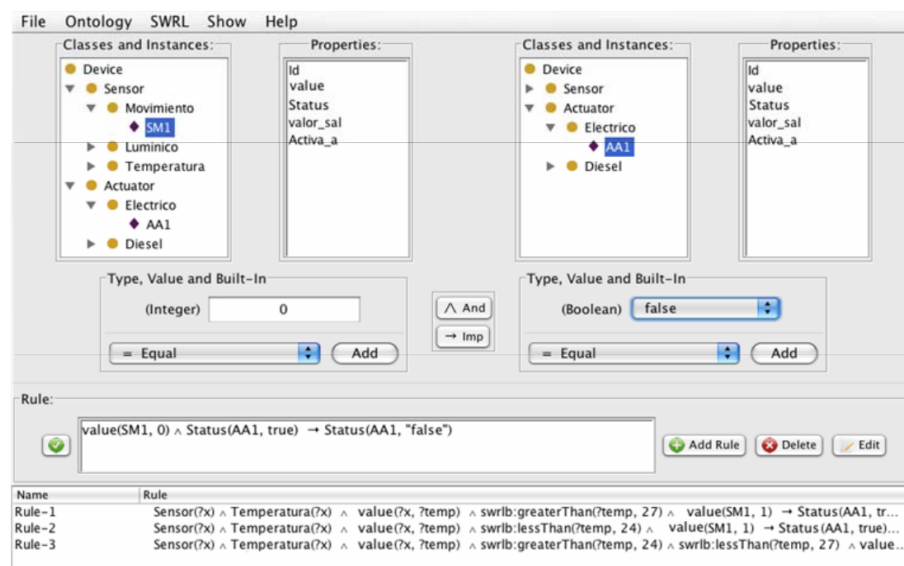 File Ontology SWRL Show Help
Classes and Instances: Properties: Classes and Instances: Properties:
Device Id Device Id
Sensor value Sensor value
Movimiento Status Actuator Status
SM1 valor_sal Electrico valor_sal
Luminico Activa_a AA1 Activa_a
Temperatura Diesel
Actuator
Electrico
AA1
Diesel
Type, Value and Built-In Type, Value and Built-In
(Integer) 0 ∧ And (Boolean) false
→ Imp
= Equal Add = Equal Add
Rule:
value(SM1, 0) ∧ Status(AA1, true) → Status(AA1, "false")
Add Rule Delete Edit
Name Rule
Rule-1 Sensor(?x) ∧ Temperatura(?x) ∧ value(?x, ?temp) ∧ swrlb:greaterThan(?temp, 27) ∧ value(SM1, 1) → Status(AA1, tr...
Rule-2 Sensor(?x) ∧ Temperatura(?x) ∧ value(?x, ?temp) ∧ swrlb:lessThan(?temp, 24) ∧ value(SM1, 1) → Status(AA1, true)...
Rule-3 Sensor(?x) ∧ Temperatura(?x) ∧ value(?x, ?temp) ∧ swrlb:greaterThan(?temp, 24) ∧ swrlb:lessThan(?temp, 27) ∧ value...